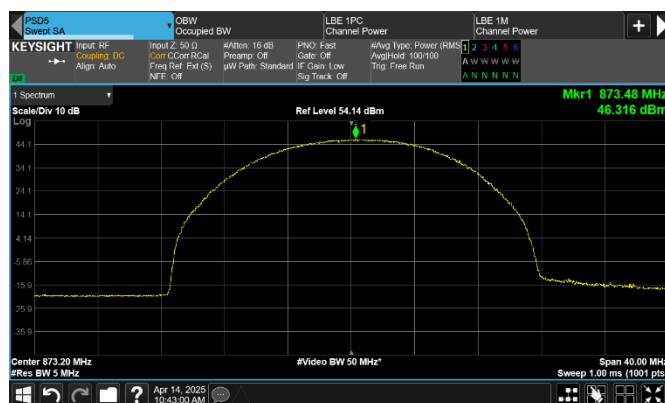 PSD5
Swept SA
OBW
Occupied BW
LBE 1PC
Channel Power
LBE 1M
Channel Power
+
KEYSIGHT
Input: RF
Coupling: DC
Align: Auto
Input Z: 50 Ω
Corr CCorr RCal
Freq Ref: Ext (S)
NFE: Off
#Atten: 16 dB
Preamp: Off
µW Path: Standard
PNO: Fast
Gate: Off
IF Gain: Low
Sig Track: Off
#Avg Type: Power (RMS
Avg|Hold: 100/100
Trig: Free Run
1 2 3 4 5 6
A W W W W W
A N N N N N
1 Spectrum
Mkr1 873.48 MHz
46.316 dBm
Scale/Div 10 dB
Ref Level 54.14 dBm
Log
1
44.1
34.1
24.1
14.1
4.14
-5.86
-15.9
-25.9
-35.9
Center 873.20 MHz
#Video BW 50 MHz*
Span 40.00 MHz
#Res BW 5 MHz
Sweep 1.00 ms (1001 pts
?
Apr 14, 2025
10:43:00 AM